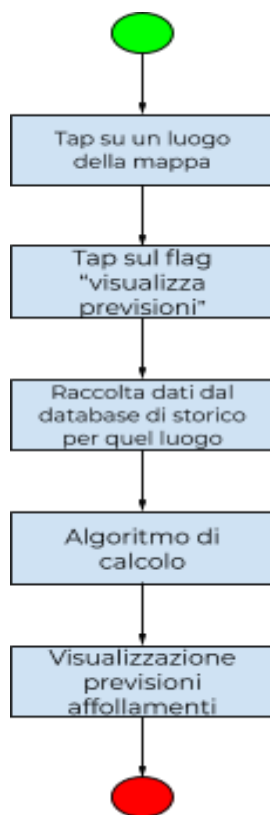 Tap su un luogo
della mappa
Tap sul flag
“visualizza
previsioni”
Raccolta dati dal
database di storico
per quel luogo
Algoritmo di
calcolo
Visualizzazione
previsioni
affollamenti